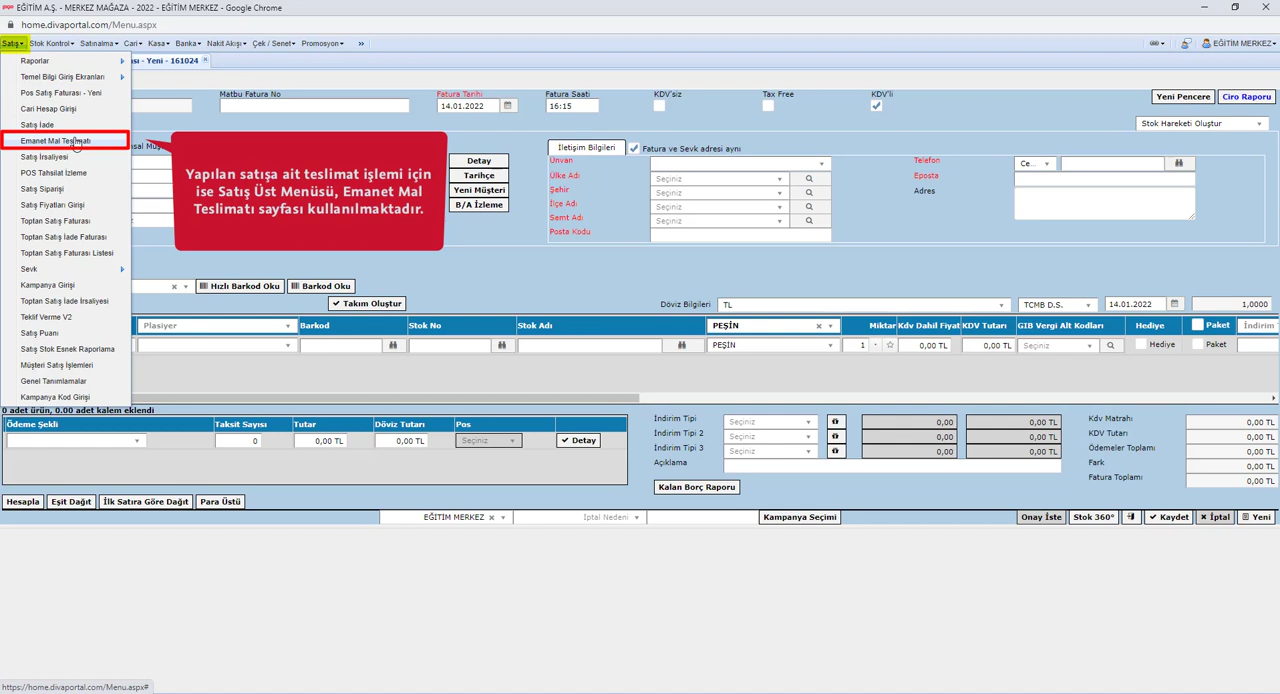 EĞİTİM A.Ş. - MERKEZ MAĞAZA - 2022 - EĞİTİM MERKEZ - Google Chrome
home.divaportal.com/Menu.aspx
Satış Stok Kontrol Satınalma Cari Kasa Banka Nakit Akışı Çek / Senet Promosyon » EĞİTİM MERKEZ
Raporlar
Temel Bilgi Giriş Ekranları
Pos Satış Faturası - Yeni
Cari Hesap Girişi
Satış İade
Emanet Mal Teslimatı
Satış İrsaliyesi
POS Tahsilat İzleme
Satış Siparişi
Satış Fiyatları Girişi
Toptan Satış Faturası
Toptan Satış İade Faturası
Toptan Satış Faturası Listesi
Sevk
Kampanya Girişi
Toptan Satış İade İrsaliyesi
Teklif Verme V2
Satış Puanı
Satış Stok Esnek Raporlama
Müşteri Satış İşlemleri
Genel Tanımlamalar
Kampanya Kod Girişi
ası - Yeni - 161024
Matbu Fatura No Fatura Tarihi Fatura Saati KDV'siz Tax Free KDV'li
14.01.2022 16:15
Yeni Pencere Ciro Raporu
Stok Hareketi Oluştur
Yapılan satışa ait teslimat işlemi için
ise Satış Üst Menüsü, Emanet Mal
Teslimatı sayfası kullanılmaktadır.
Detay
Tarihçe
Yeni Müşteri
B/A İzleme
İletişim Bilgileri Fatura ve Sevk adresi aynı
Ünvan
Ülke Adı Seçiniz
Şehir Seçiniz
İlçe Adı Seçiniz
Semt Adı Seçiniz
Posta Kodu
Telefon Ce...
Eposta
Adres
Hızlı Barkod Oku Barkod Oku
Takım Oluştur
Döviz Bilgileri TL TCMB D.S. 14.01.2022 1,0000
Plasiyer Barkod Stok No Stok Adı PEŞİN Miktar Kdv Dahil Fiyat KDV Tutarı GIB Vergi Alt Kodları Hediye Paket İndirim
PEŞİN 1 0,00 TL 0,00 TL Seçiniz Hediye Paket
0 adet ürün, 0.00 adet kalem eklendi
Ödeme Şekli Taksit Sayısı Tutar Döviz Tutarı Pos
0 0,00 TL 0,00 TL Seçiniz Detay
İndirim Tipi Seçiniz 0,00 0,00 TL
İndirim Tipi 2 Seçiniz 0,00 0,00 TL
İndirim Tipi 3 Seçiniz 0,00 0,00 TL
Açıklama
Kalan Borç Raporu
Kdv Matrahı 0,00 TL
KDV Tutarı 0,00 TL
Ödemeler Toplamı 0,00 TL
Fark 0,00 TL
Fatura Toplamı 0,00 TL
Hesapla Eşit Dağıt İlk Satıra Göre Dağıt Para Üstü
EĞİTİM MERKEZ İptal Nedeni Kampanya Seçimi Onay İste Stok 360° Kaydet İptal Yeni
https://home.divaportal.com/Menu.aspx#